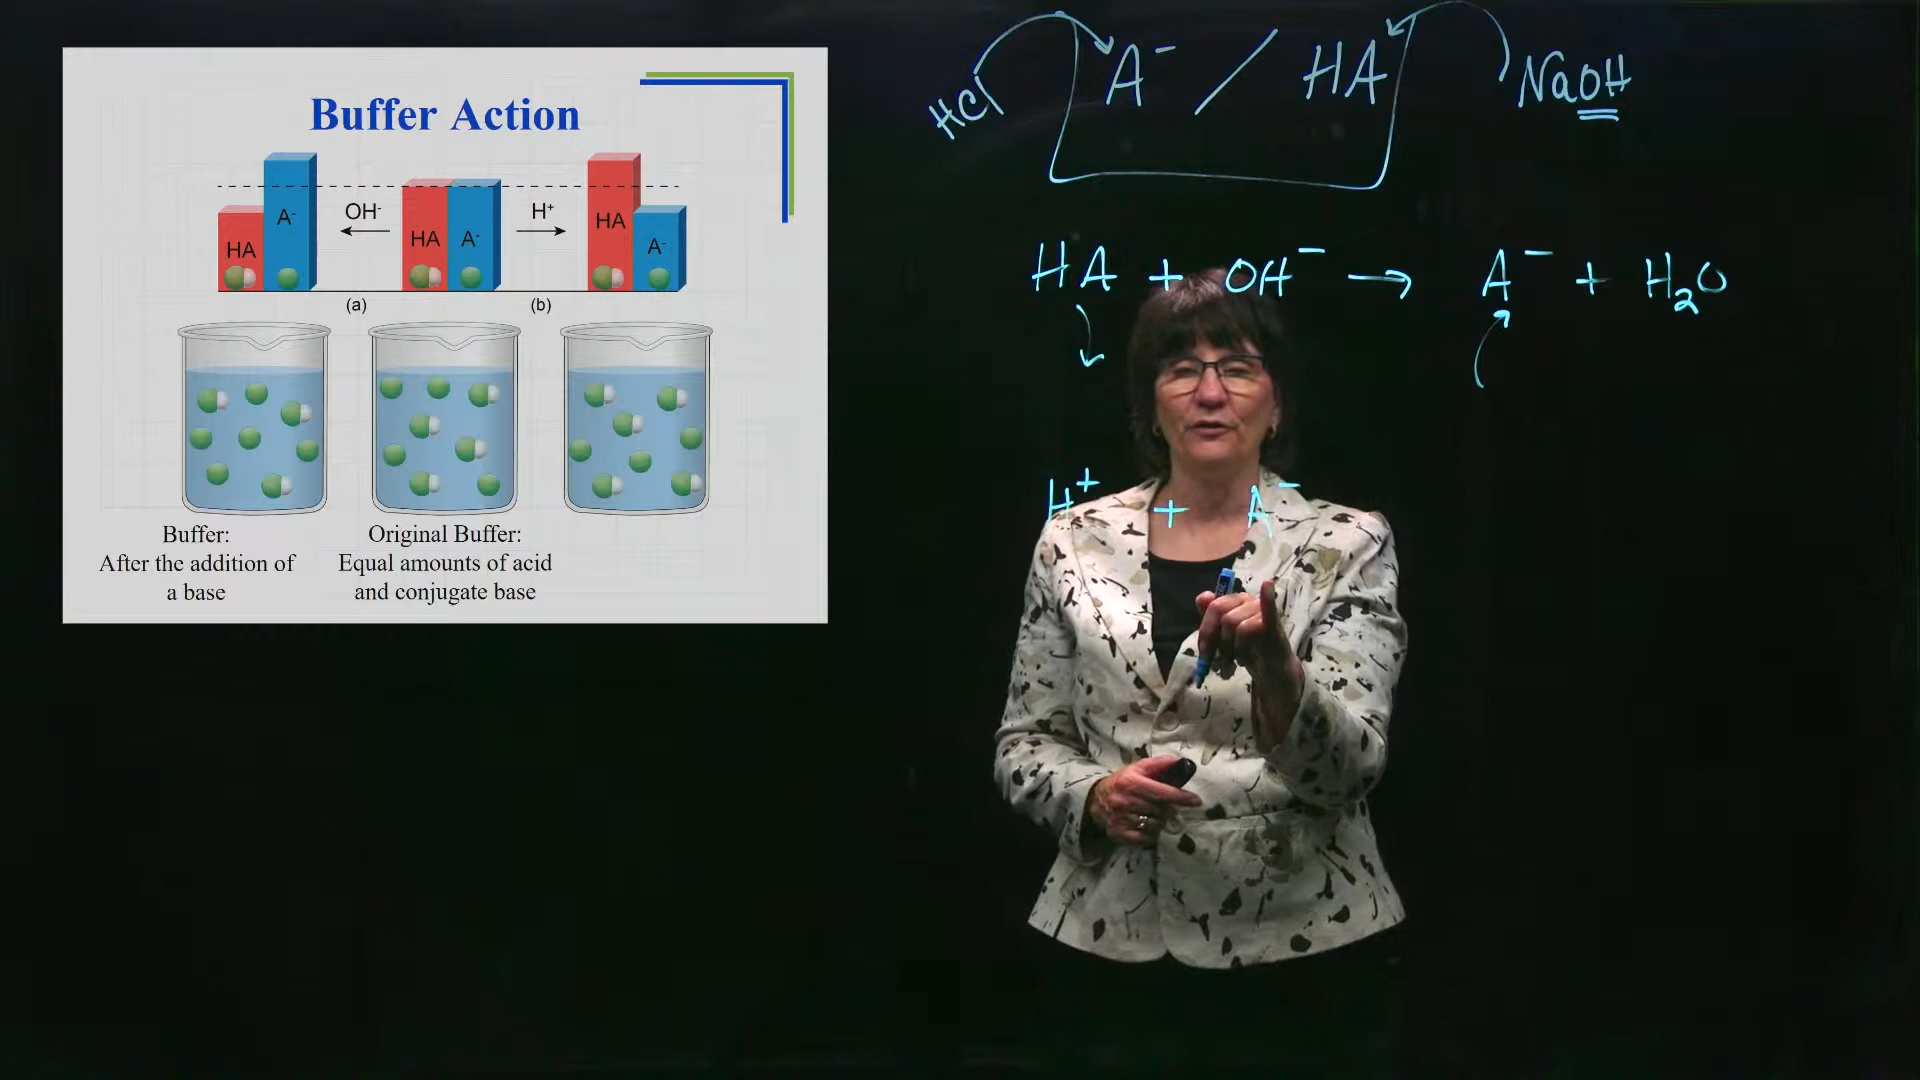 Buffer Action
HA A⁻ OH⁻ HA A⁻ H⁺ HA A⁻
(a) (b)
Buffer:
After the addition of
a base
Original Buffer:
Equal amounts of acid
and conjugate base
HCl A⁻ / HA NaOH
HA + OH⁻ → A⁻ + H₂O
H⁺ + A⁻